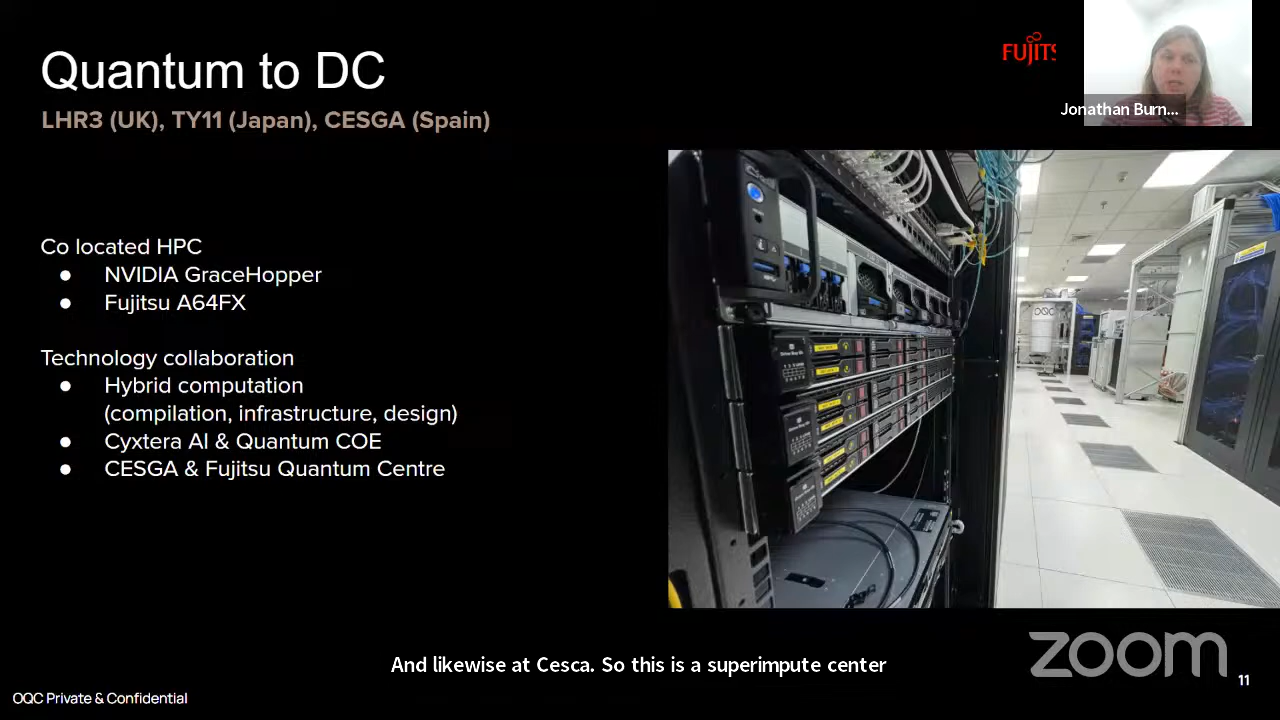 Quantum to DC
LHR3 (UK), TY11 (Japan), CESGA (Spain)
FUJITS
Jonathan Burn...
Co located HPC
● NVIDIA GraceHopper
● Fujitsu A64FX
Technology collaboration
● Hybrid computation
(compilation, infrastructure, design)
● Cyxtera AI & Quantum COE
● CESGA & Fujitsu Quantum Centre
OQC
And likewise at Cesca. So this is a superimpute center
zoom
11
OQC Private & Confidential